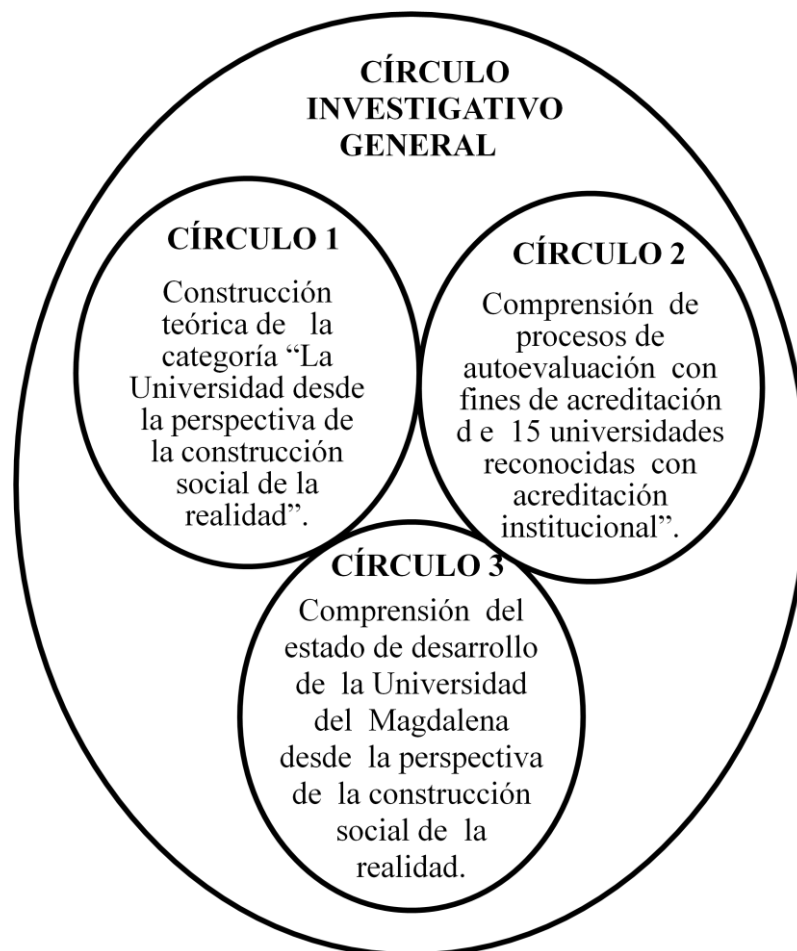 CÍRCULO
INVESTIGATIVO
GENERAL
CÍRCULO 1
Construcción
teórica de la
categoría “La
Universidad desde
la perspectiva de
la construcción
social de la
realidad”.
CÍRCULO 2
Comprensión de
procesos de
autoevaluación con
fines de acreditación
d e 15 universidades
reconocidas con
acreditación
institucional”.
CÍRCULO 3
Comprensión del
estado de desarrollo
de la Universidad
del Magdalena
desde la perspectiva
de la construcción
social de la
realidad.